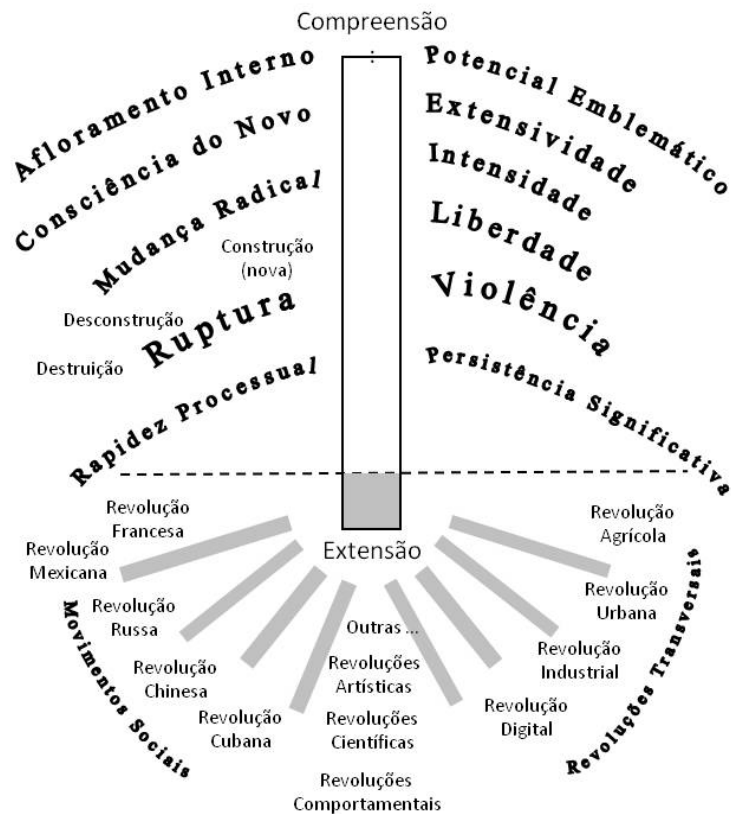 Compreensão
:
Afloramento Interno
Consciência do Novo
Mudança Radical
Construção
(nova)
Desconstrução
Ruptura
Destruição
Rapidez Processual
Potencial Emblemático
Extensividade
Intensidade
Liberdade
Violência
Persistência Significativa
Extensão
Revolução
Francesa
Revolução
Mexicana
Revolução
Russa
Revolução
Chinesa
Revolução
Cubana
Movimentos Sociais
Outras ...
Revoluções
Artísticas
Revoluções
Científicas
Revoluções
Comportamentais
Revolução
Agrícola
Revolução
Urbana
Revolução
Industrial
Revolução
Digital
Revoluções Transversais